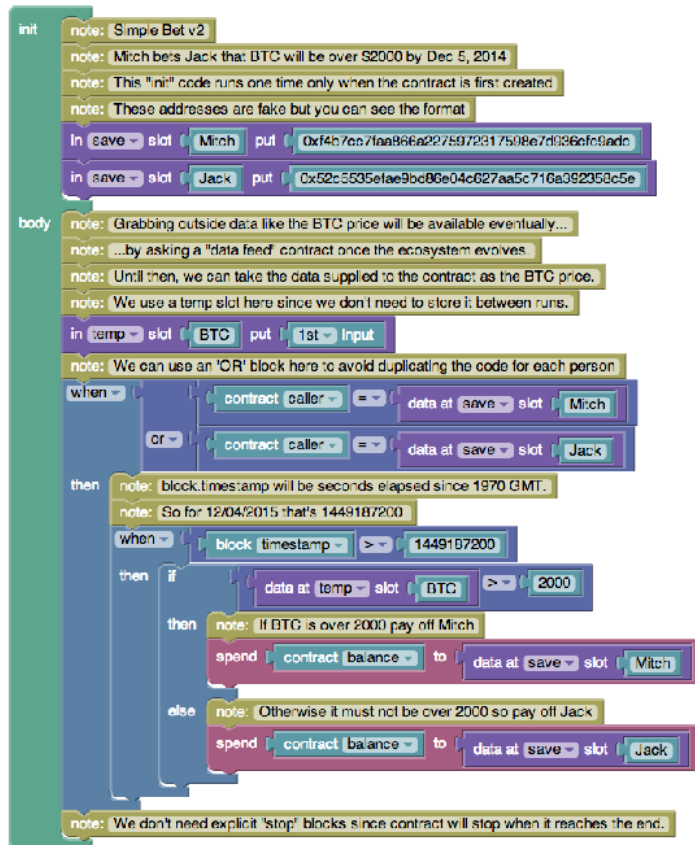 init
note: Simple Bet v2
note: Mitch bets Jack that BTC will be over $2000 by Dec 5, 2014
note: This "init" code runs one time only when the contract is first created
note: These addresses are fake but you can see the format
in save slot Mitch put
in save slot Jack put
body
note: Grabbing outside data like the BTC price will be available eventually...
note: ...by asking a "data feed" contract once the ecosystem evolves.
note: Until then, we can take the data supplied to the contract as the BTC price.
note: We use a temp slot here since we don't need to store it between runs.
in temp slot BTC put 1st input
note: We can use an 'OR' block here to avoid duplicating the code for each person
when contract caller = data at save slot Mitch
or contract caller = data at save slot Jack
then note: block.timestamp will be seconds elapsed since 1970 GMT.
note: So for 12/04/2015 that's 1449187200
when block timestamp > 1449187200
then if data at temp slot BTC > 2000
then note: If BTC is over 2000 pay off Mitch
spend contract balance to data at save slot Mitch
else note: Otherwise it must not be over 2000 so pay off Jack
spend contract balance to data at save slot Jack
note: We don't need explicit "stop" blocks since contract will stop when it reaches the end.